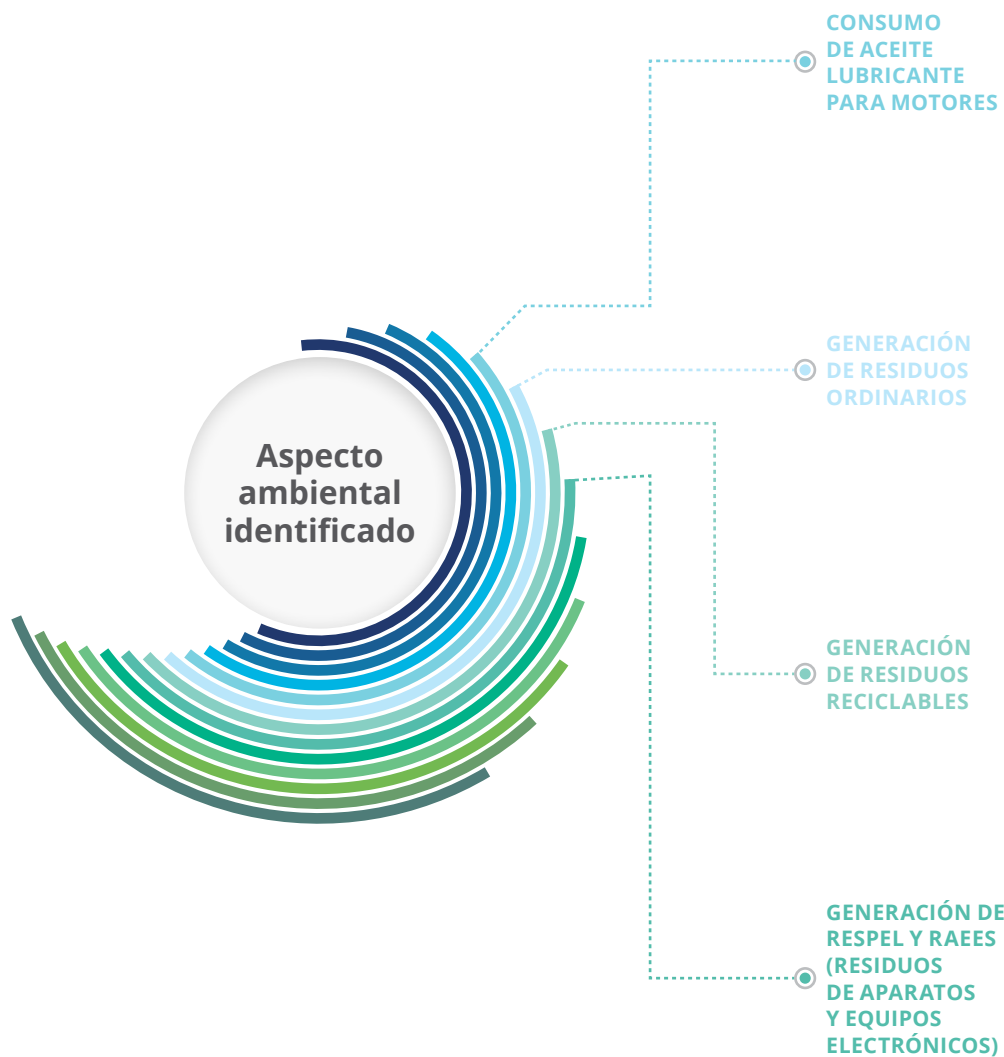 CONSUMO
DE ACEITE
LUBRICANTE
PARA MOTORES
GENERACIÓN
DE RESIDUOS
ORDINARIOS
Aspecto
ambiental
identificado
GENERACIÓN
DE RESIDUOS
RECICLABLES
GENERACIÓN DE
RESPEL Y RAEES
(RESIDUOS
DE APARATOS
Y EQUIPOS
ELECTRÓNICOS)